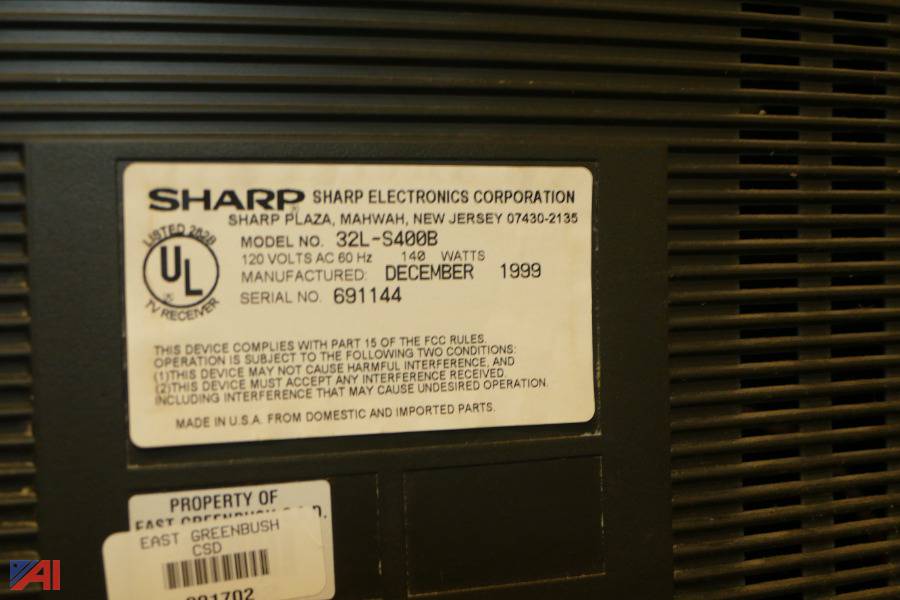 SHARP SHARP ELECTRONICS CORPORATION
SHARP PLAZA, MAHWAH, NEW JERSEY 07430-2135
LISTED 282B
UL
TV RECEIVER
MODEL NO. 32L-S400B
120 VOLTS AC 60 Hz 140 WATTS
MANUFACTURED: DECEMBER 1999
SERIAL NO. 691144
THIS DEVICE COMPLIES WITH PART 15 OF THE FCC RULES.
OPERATION IS SUBJECT TO THE FOLLOWING TWO CONDITIONS:
(1)THIS DEVICE MAY NOT CAUSE HARMFUL INTERFERENCE, AND
(2)THIS DEVICE MUST ACCEPT ANY INTERFERENCE RECEIVED,
INCLUDING INTERFERENCE THAT MAY CAUSE UNDESIRED OPERATION.
MADE IN U.S.A. FROM DOMESTIC AND IMPORTED PARTS.
PROPERTY OF
EAST GREENBUSH
EAST GREENBUSH
CSD
AI